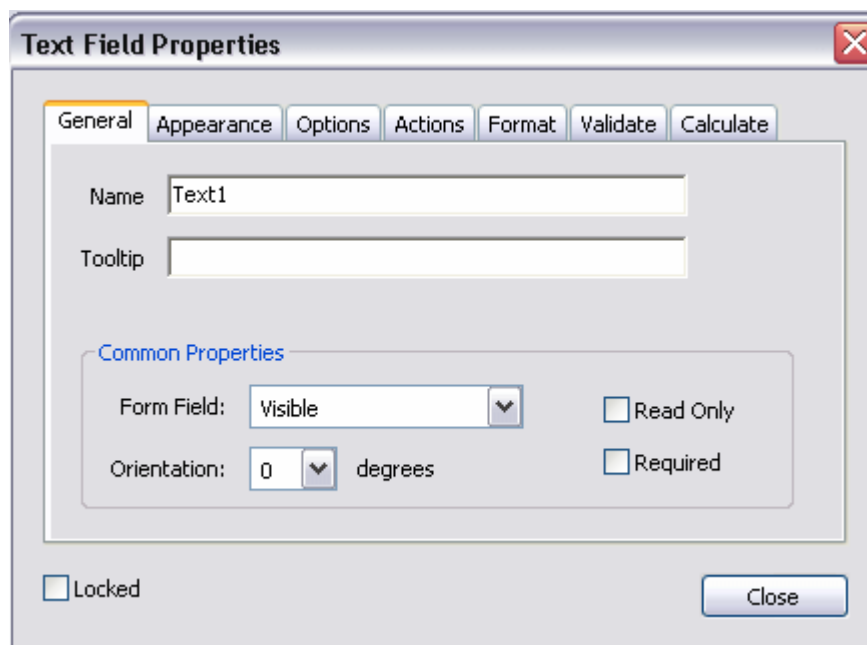 Text Field Properties
General Appearance Options Actions Format Validate Calculate
Name Text1
Tooltip
Common Properties
Form Field: Visible Read Only
Orientation: 0 degrees Required
Locked Close